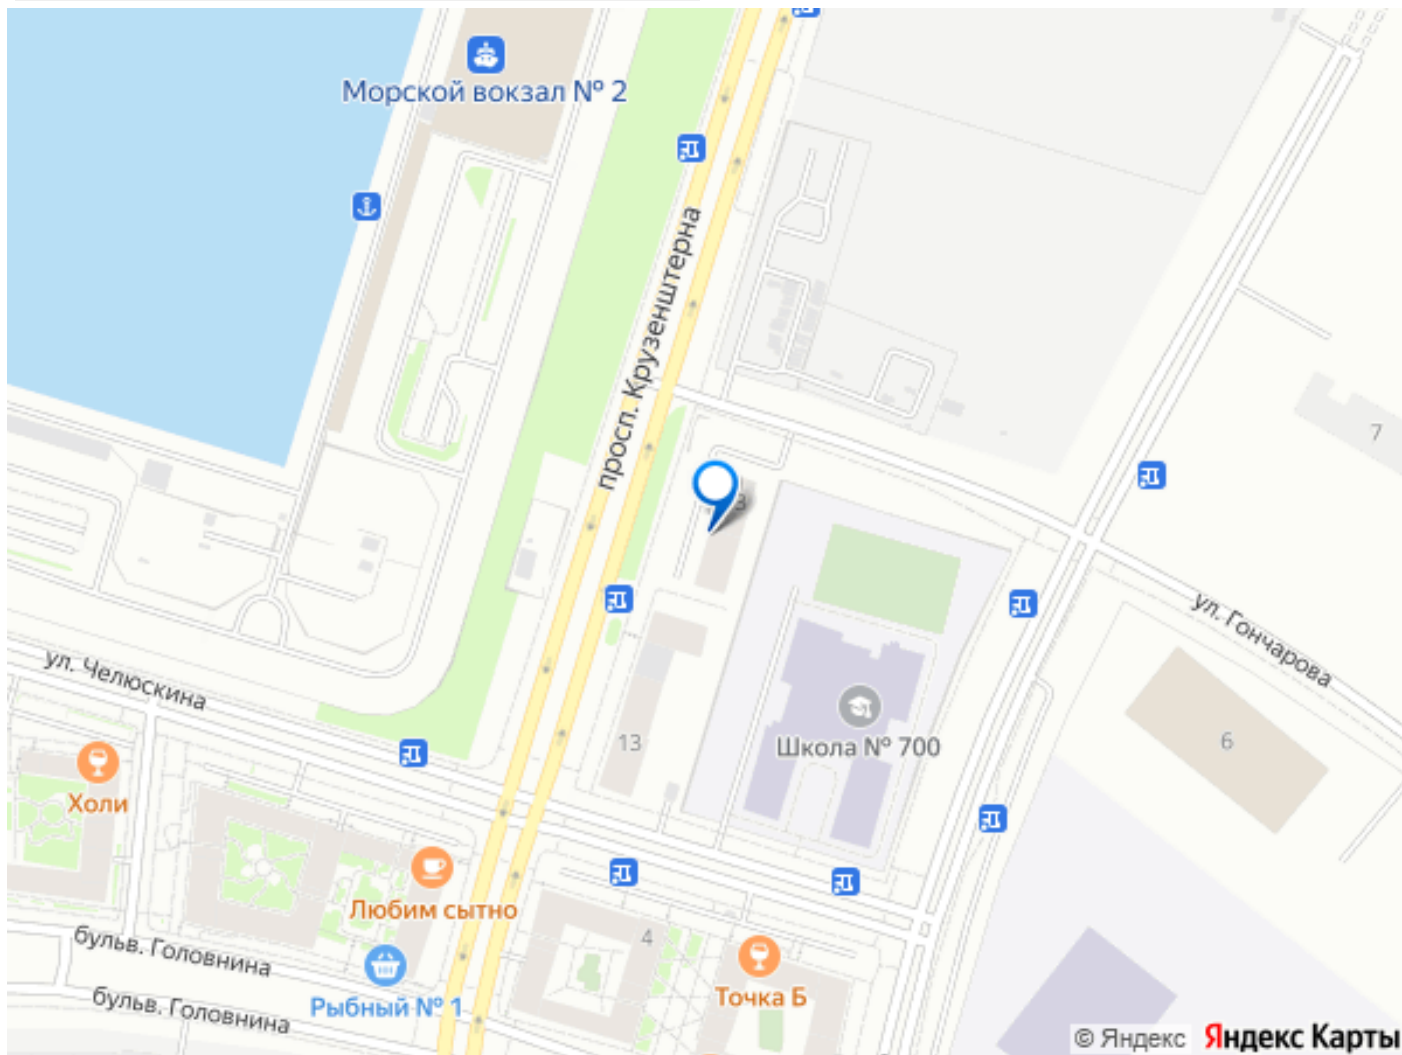 Морской вокзал № 2
просп. Крузенштерна
7
ул. Гончарова
ул. Челюскина
Школа № 700
6
13
Холи
Любим сытно
4
бульв. Головнина
Рыбный № 1
Точка Б
бульв. Головнина
© Яндекс Яндекс Карты